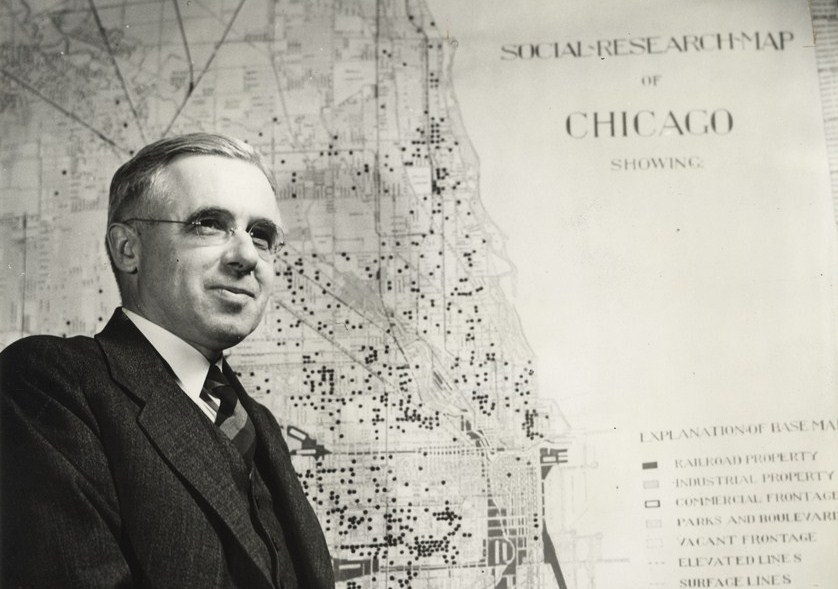 SOCIAL·RESEARCH·MAP
OF
CHICAGO
SHOWING:
EXPLANATION·OF BASE MA
RAILROAD PROPERTY
INDUSTRIAL PROPERTY
COMMERCIAL FRONTAGE
PARKS AND BOULEVARD
VACANT FRONTAGE
ELEVATED LINES
SURFACE LINES